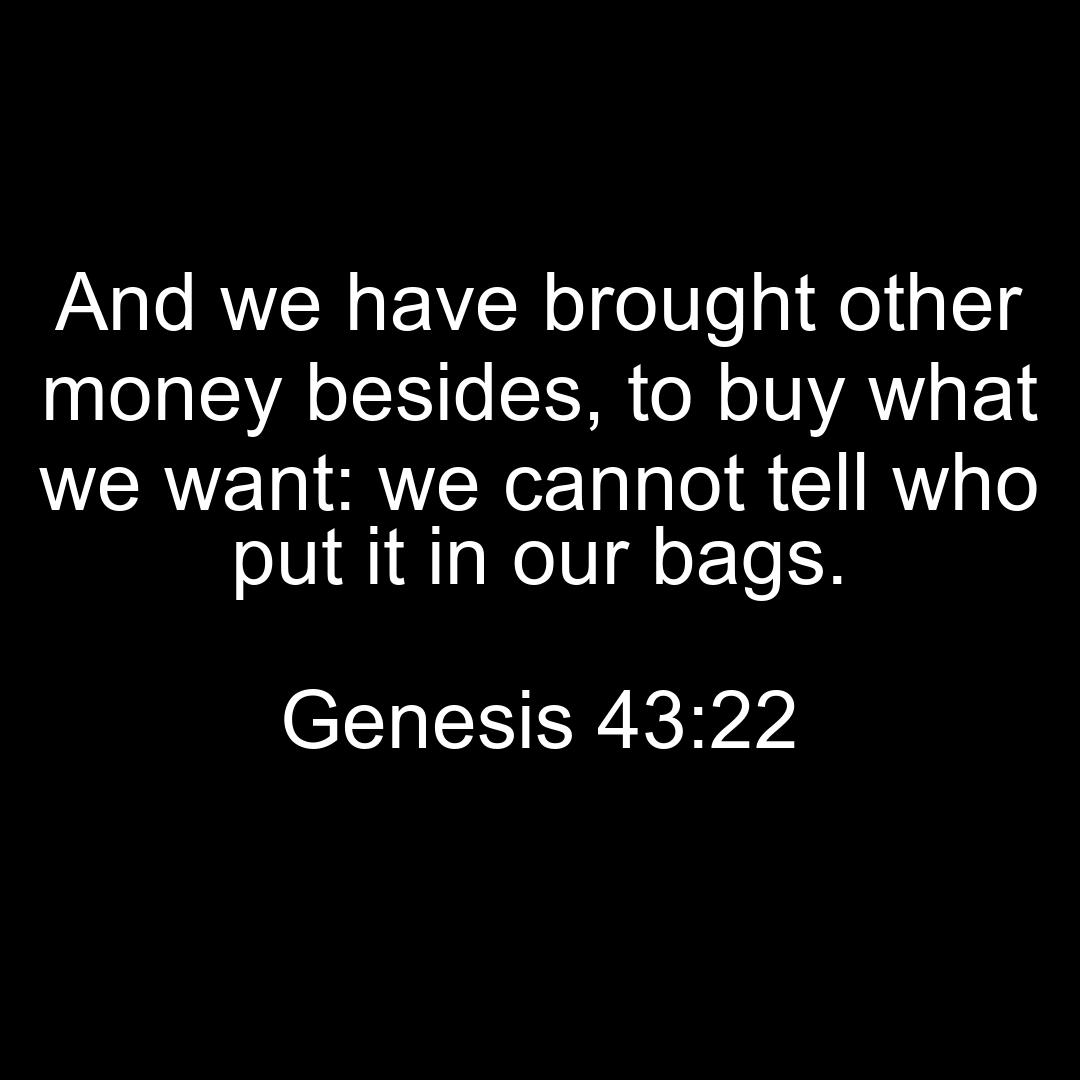 And we have brought other
money besides, to buy what
we want: we cannot tell who
put it in our bags.
Genesis 43:22